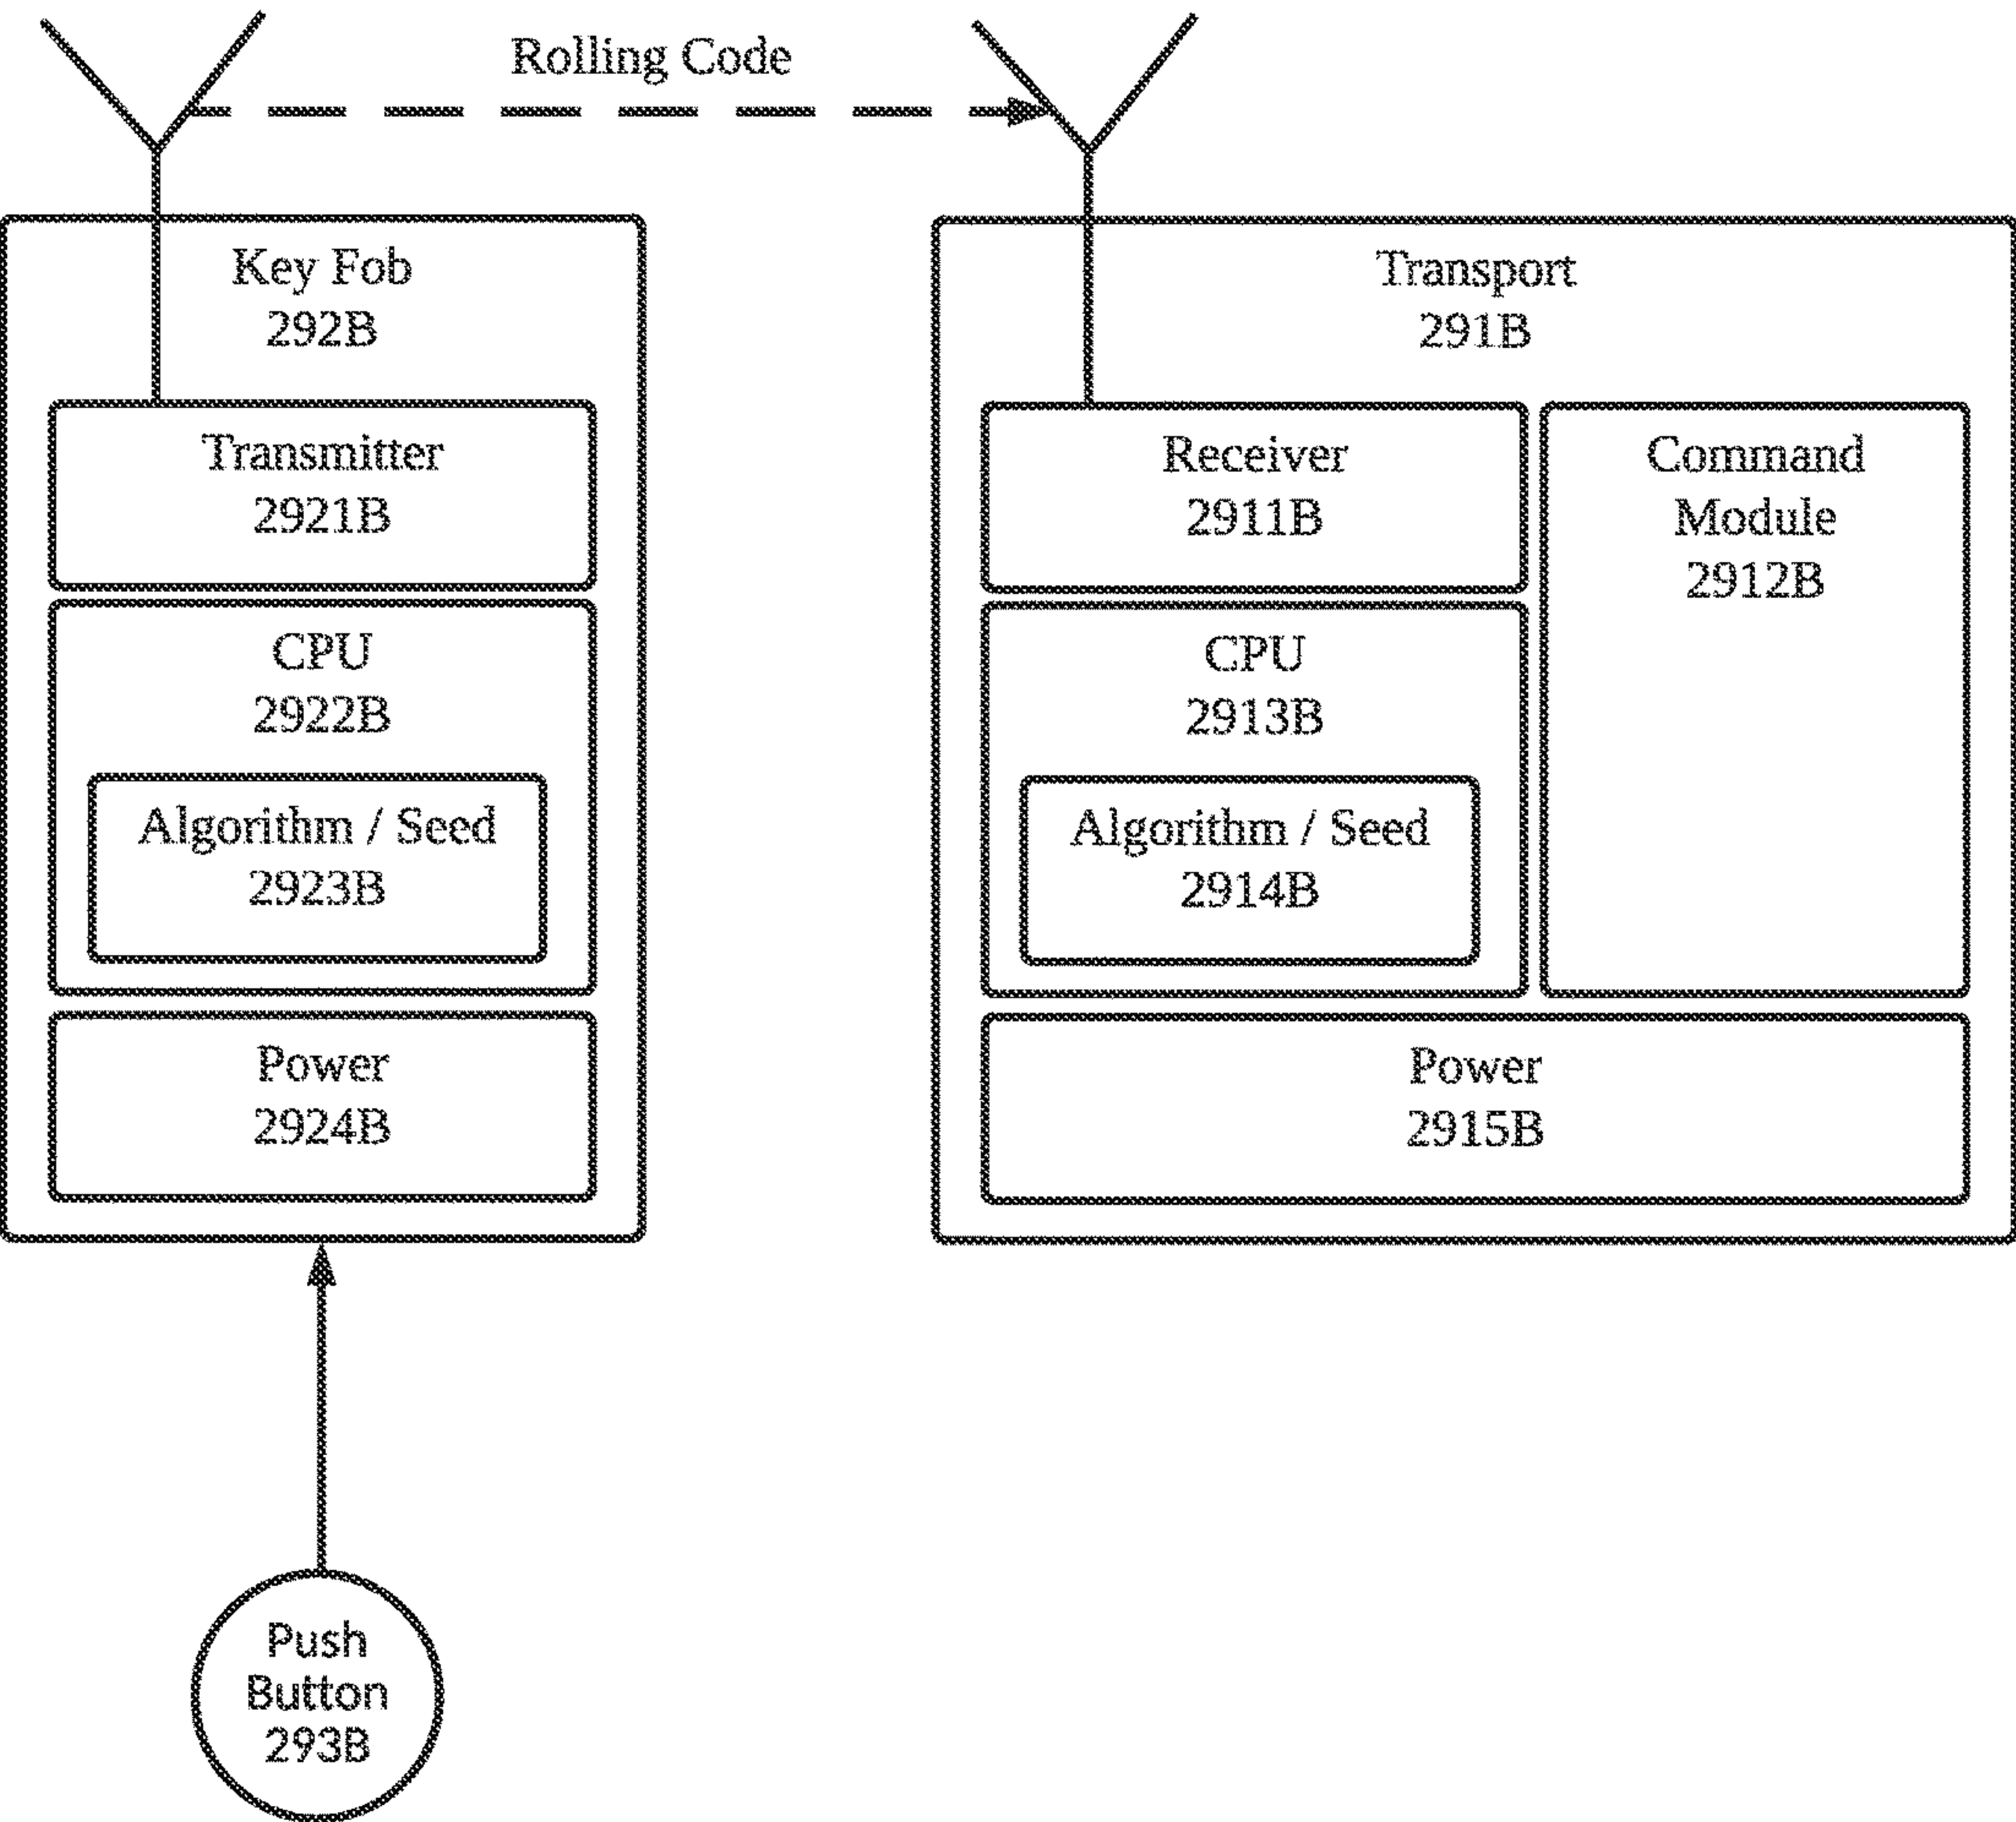 Rolling Code
Key Fob
292B
Transmitter
2921B
CPU
2922B
Algorithm / Seed
2923B
Power
2924B
Transport
291B
Receiver
2911B
Command
Module
2912B
CPU
2913B
Algorithm / Seed
2914B
Power
2915B
Push
Button
293B